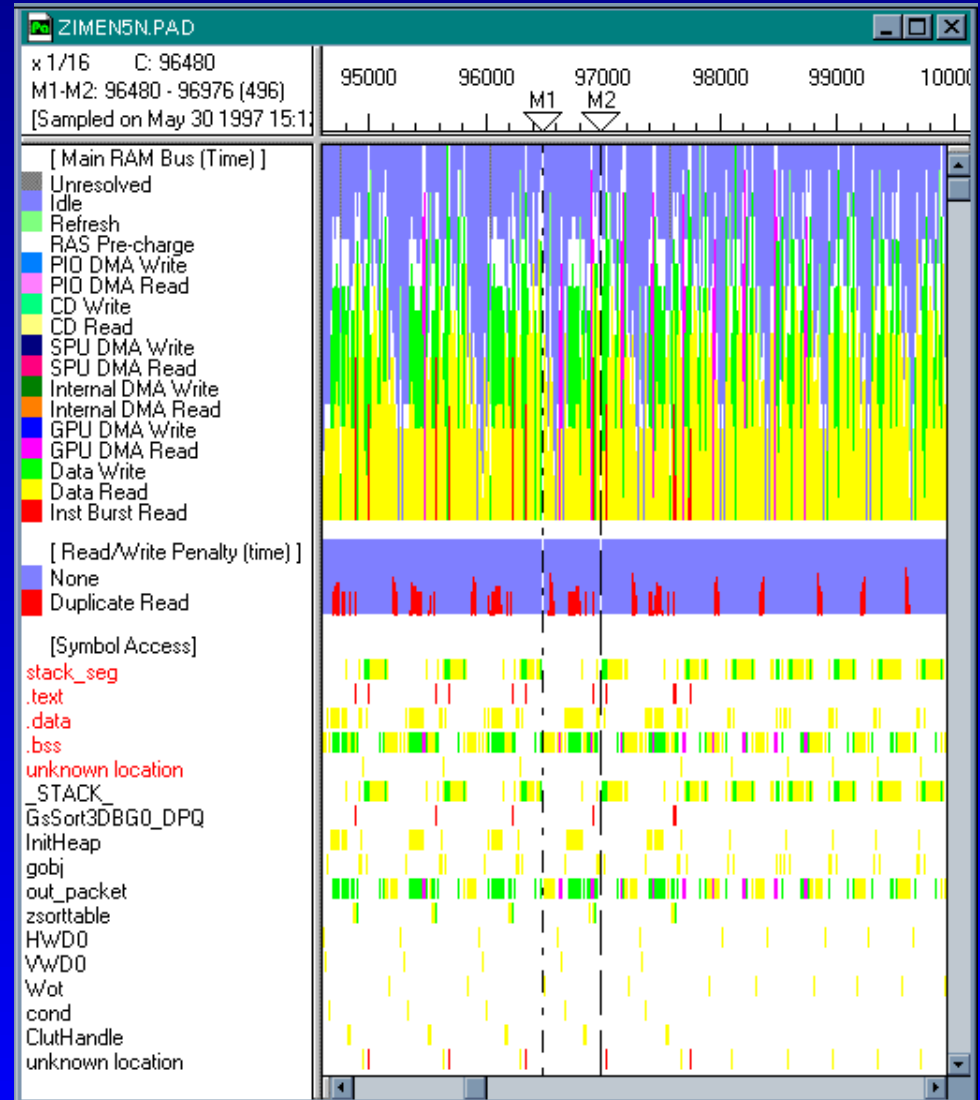 ZIMEN5N.PAD
x 1/16 C: 96480
M1-M2: 96480 - 96976 (496)
[Sampled on May 30 1997 15:1
95000 96000 97000 98000 99000 1000
M1 M2
[ Main RAM Bus (Time) ]
Unresolved
Idle
Refresh
RAS Pre-charge
PIO DMA Write
PIO DMA Read
CD Write
CD Read
SPU DMA Write
SPU DMA Read
Internal DMA Write
Internal DMA Read
GPU DMA Write
GPU DMA Read
Data Write
Data Read
Inst Burst Read
[ Read/Write Penalty (time) ]
None
Duplicate Read
[Symbol Access]
stack_seg
.text
.data
.bss
unknown location
_STACK_
GsSort3DBG0_DPQ
InitHeap
gobj
out_packet
zsorttable
HWD0
VWD0
Wot
cond
ClutHandle
unknown location